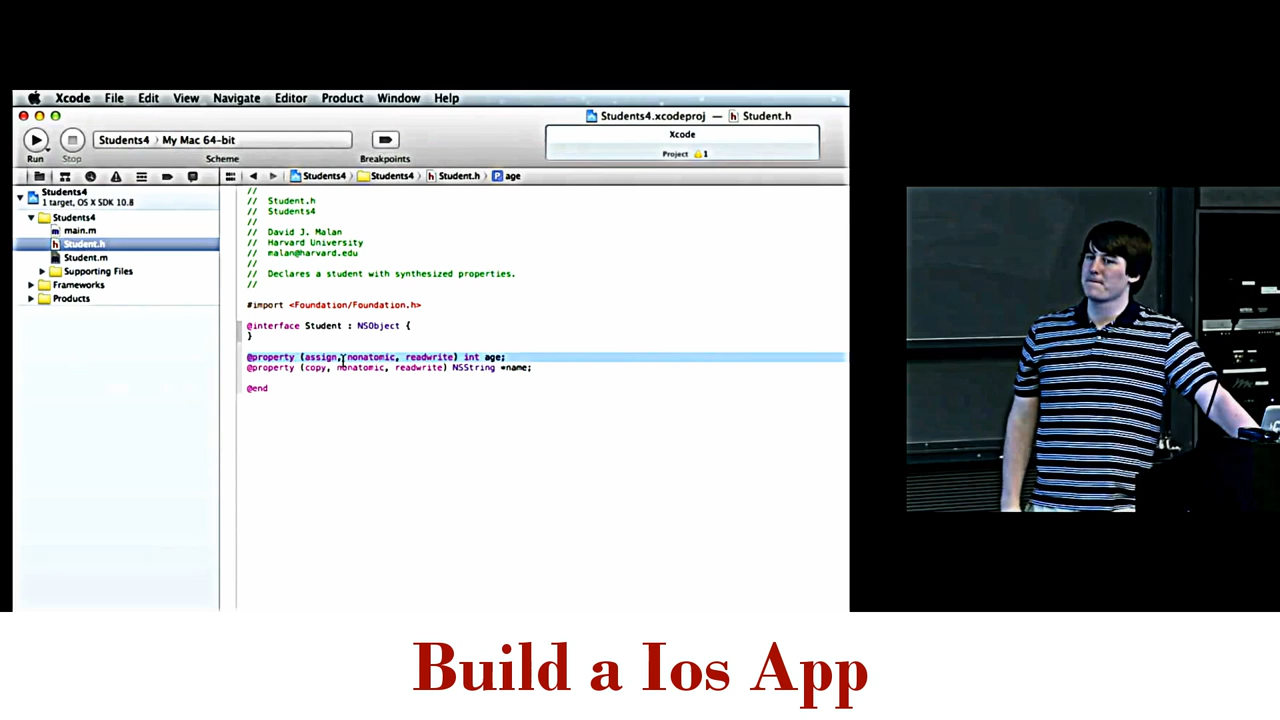 Xcode File Edit View Navigate Editor Product Window Help
Students4.xcodeproj — Student.h
Students4 › My Mac 64-bit
Xcode
Project 1
Run Stop Scheme Breakpoints
Students4 › Students4 › Student.h › P age
Students4
1 target, OS X SDK 10.8
Students4
main.m
h Student.h
m Student.m
Supporting Files
Frameworks
Products
//
// Student.h
// Students4
//
// David J. Malan
// Harvard University
// malan@harvard.edu
//
// Declares a student with synthesized properties.
//
#import <Foundation/Foundation.h>
@interface Student : NSObject {
}
@property (assign, nonatomic, readwrite) int age;
@property (copy, nonatomic, readwrite) NSString *name;
@end
Build a Ios App